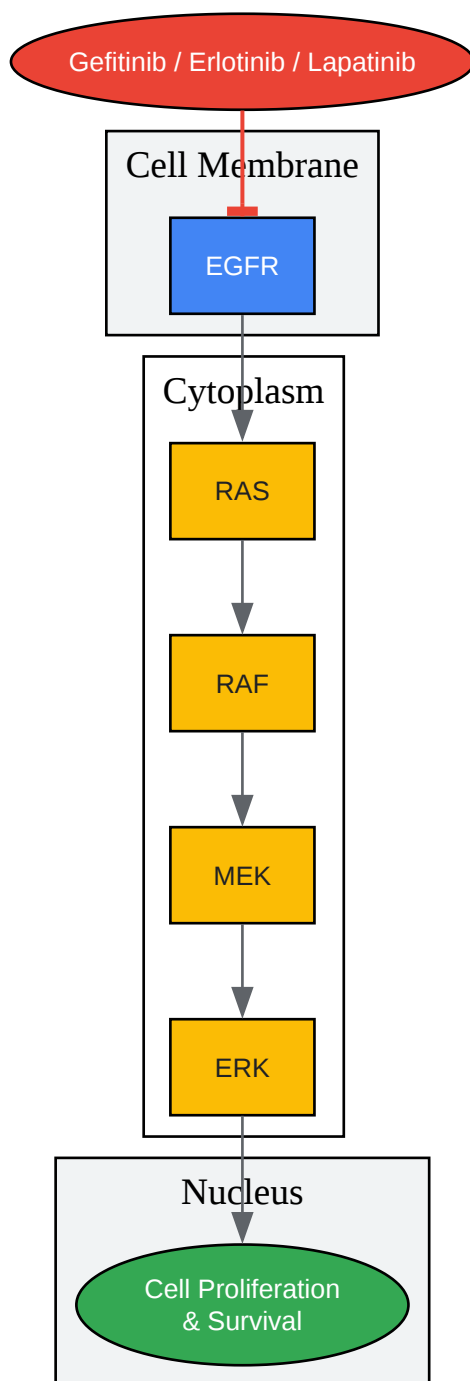 Gefitinib / Erlotinib / Lapatinib
Cell Membrane
EGFR
Cytoplasm
RAS
RAF
MEK
ERK
Nucleus
Cell Proliferation
& Survival